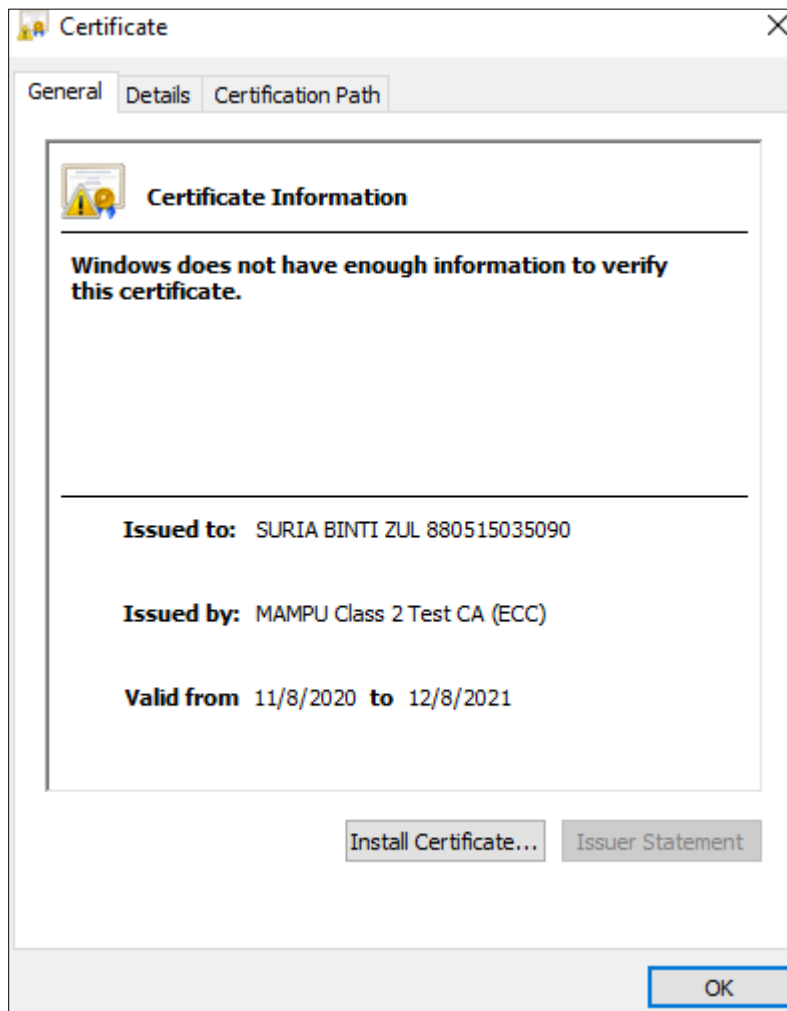 Certificate
General Details Certification Path
Certificate Information
Windows does not have enough information to verify
this certificate.
Issued to: SURIA BINTI ZUL 880515035090
Issued by: MAMPU Class 2 Test CA (ECC)
Valid from 11/8/2020 to 12/8/2021
Install Certificate... Issuer Statement
OK